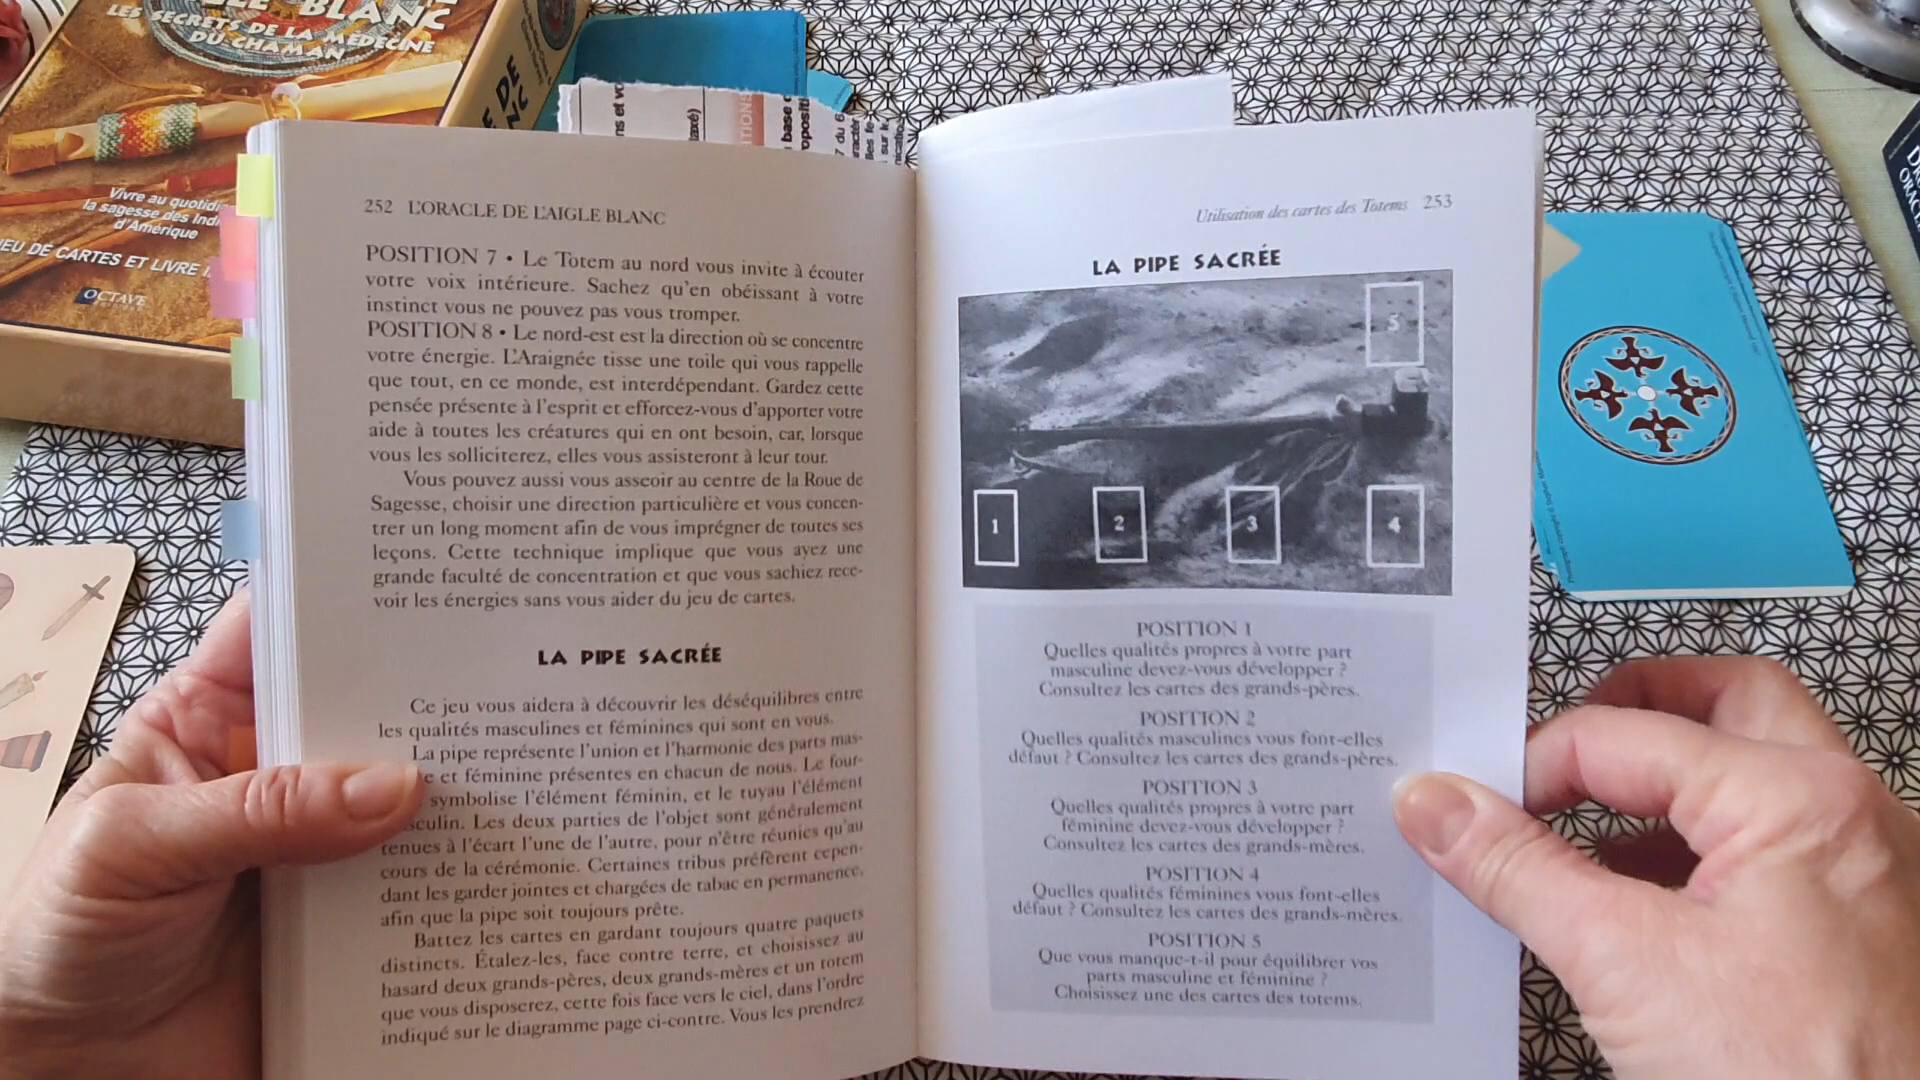 LE BLANC
LES SECRETS DE LA MÉDECINE
DU CHAMAN
Vivre au quotidi
la sagesse des Ind
d'Amérique
JEU DE CARTES ET LIVRE
OCTAVE
DE
NC
252 L'ORACLE DE L'AIGLE BLANC
POSITION 7 • Le Totem au nord vous invite à écouter
votre voix intérieure. Sachez qu'en obéissant à votre
instinct vous ne pouvez pas vous tromper.
POSITION 8 • Le nord-est est la direction où se concentre
votre énergie. L'Araignée tisse une toile qui vous rappelle
que tout, en ce monde, est interdépendant. Gardez cette
pensée présente à l'esprit et efforcez-vous d'apporter votre
aide à toutes les créatures qui en ont besoin, car, lorsque
vous les solliciterez, elles vous assisteront à leur tour.
Vous pouvez aussi vous asseoir au centre de la Roue de
Sagesse, choisir une direction particulière et vous concen-
trer un long moment afin de vous imprégner de toutes ses
leçons. Cette technique implique que vous ayez une
grande faculté de concentration et que vous sachiez rece-
voir les énergies sans vous aider du jeu de cartes.
LA PIPE SACRÉE
Ce jeu vous aidera à découvrir les déséquilibres entre
les qualités masculines et féminines qui sont en vous.
La pipe représente l'union et l'harmonie des parts mas-
e et féminine présentes en chacun de nous. Le four-
symbolise l'élément féminin, et le tuyau l'élément
sculin. Les deux parties de l'objet sont généralement
tenues à l'écart l'une de l'autre, pour n'être réunies qu'au
cours de la cérémonie. Certaines tribus préfèrent cepen-
dant les garder jointes et chargées de tabac en permanence,
afin que la pipe soit toujours prête.
Battez les cartes en gardant toujours quatre paquets
distincts. Étalez-les, face contre terre, et choisissez au
hasard deux grands-pères, deux grands-mères et un totem
que vous disposerez, cette fois face vers le ciel, dans l'ordre
indiqué sur le diagramme page ci-contre. Vous les prendrez
Utilisation des cartes des Totems 253
LA PIPE SACRÉE
5
1 2 3 4
POSITION 1
Quelles qualités propres à votre part
masculine devez-vous développer ?
Consultez les cartes des grands-pères.
POSITION 2
Quelles qualités masculines vous font-elles
défaut ? Consultez les cartes des grands-pères.
POSITION 3
Quelles qualités propres à votre part
féminine devez-vous développer ?
Consultez les cartes des grands-mères.
POSITION 4
Quelles qualités féminines vous font-elles
défaut ? Consultez les cartes des grands-mères.
POSITION 5
Que vous manque-t-il pour équilibrer vos
parts masculine et féminine ?
Choisissez une des cartes des totems.